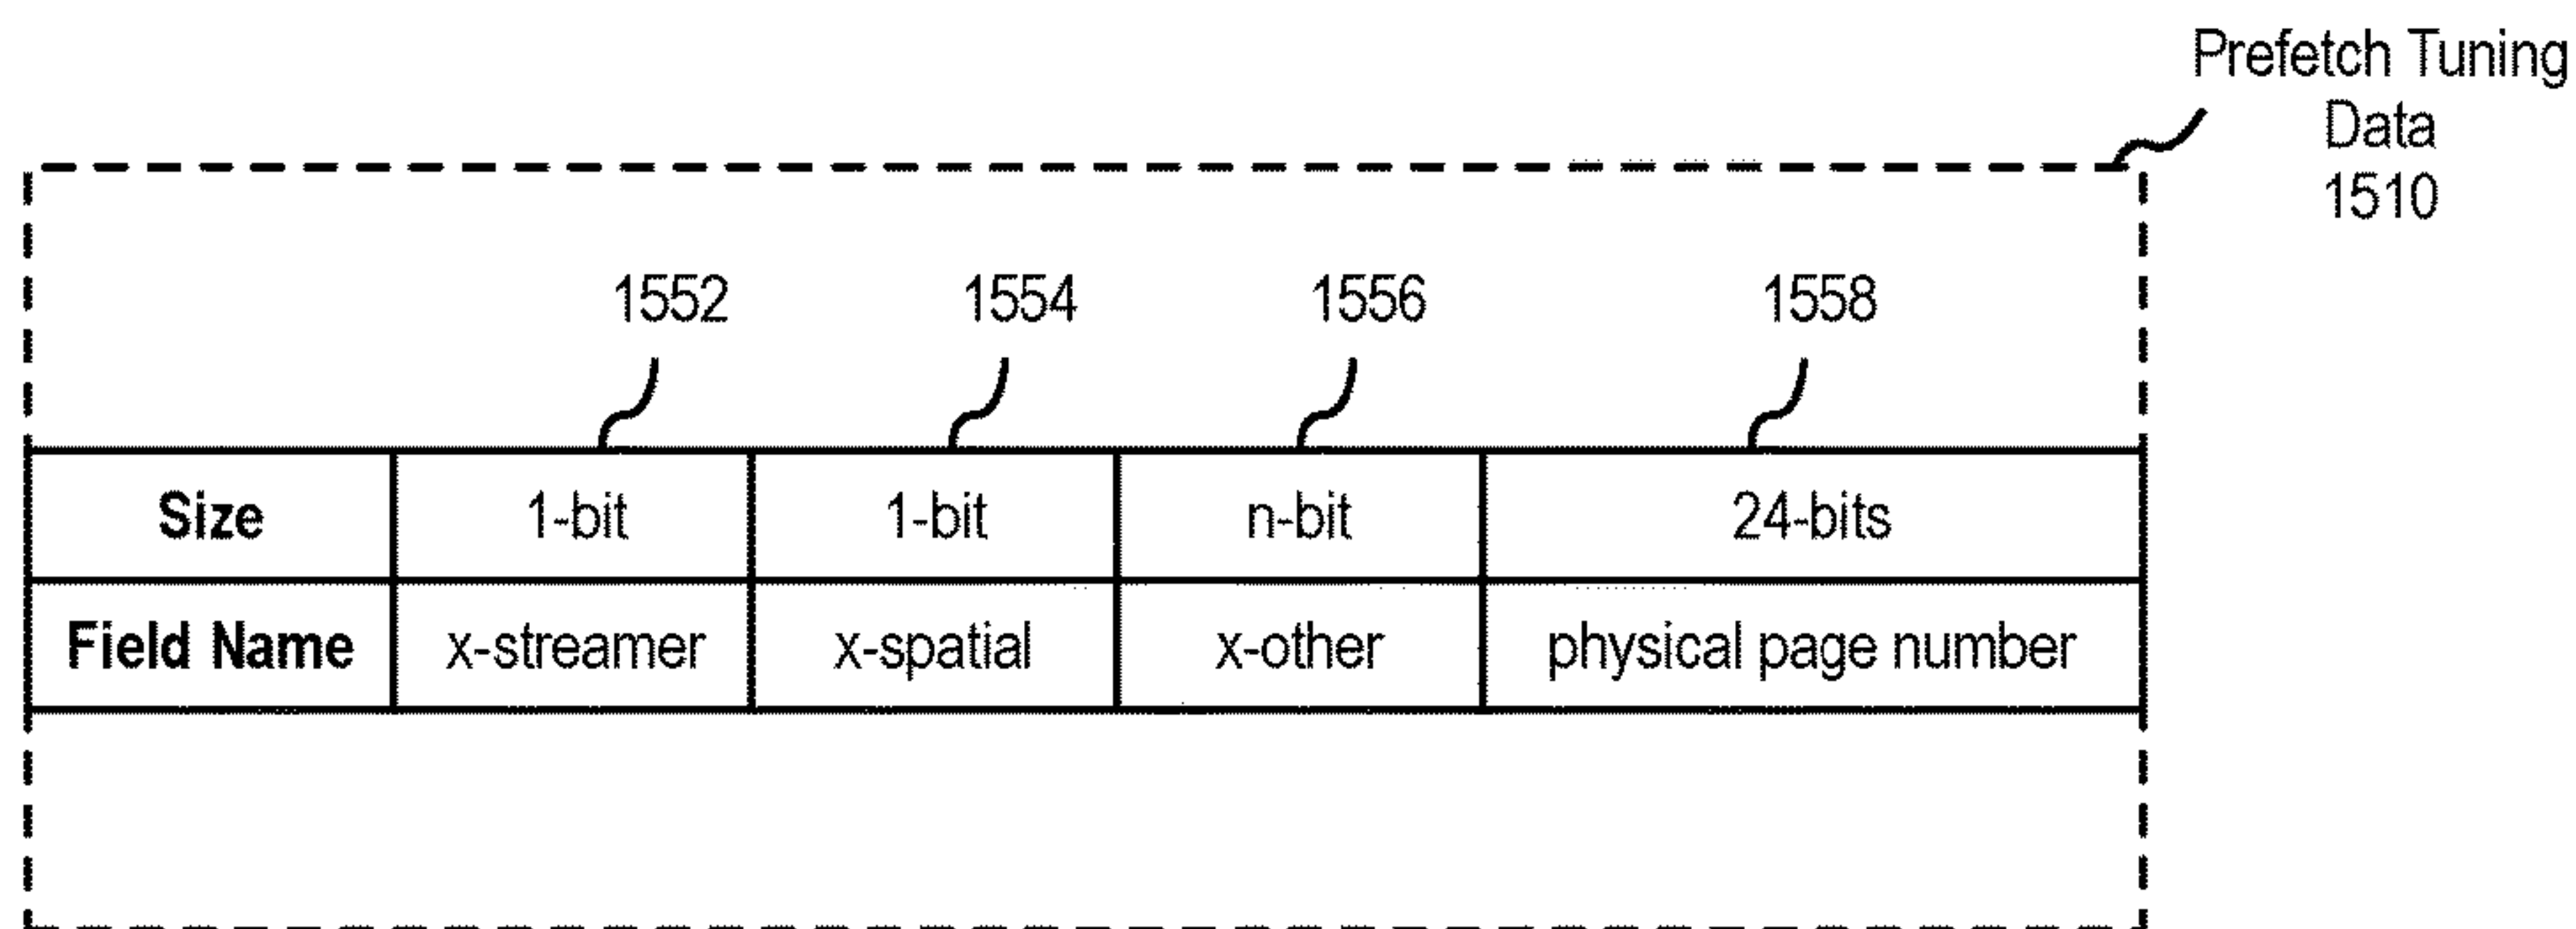 Prefetch Tuning
Data
1510
1552 1554 1556 1558
Size 1-bit 1-bit n-bit 24-bits
Field Name x-streamer x-spatial x-other physical page number